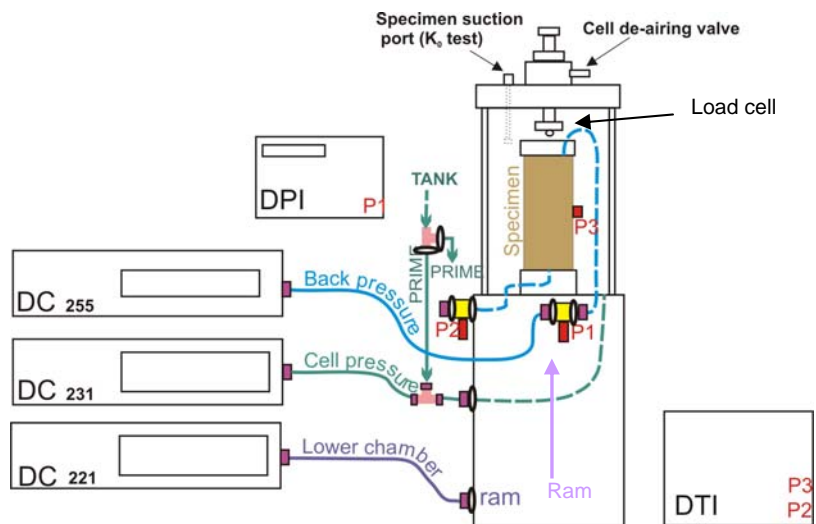 Specimen suction
port (K₀ test)
Cell de-airing valve
Load cell
DPI
P1
TANK
PRIME
PRIME
Specimen
P3
DC 255
Back pressure
P2
P1
DC 231
Cell pressure
DC 221
Lower chamber
ram
Ram
DTI
P3
P2